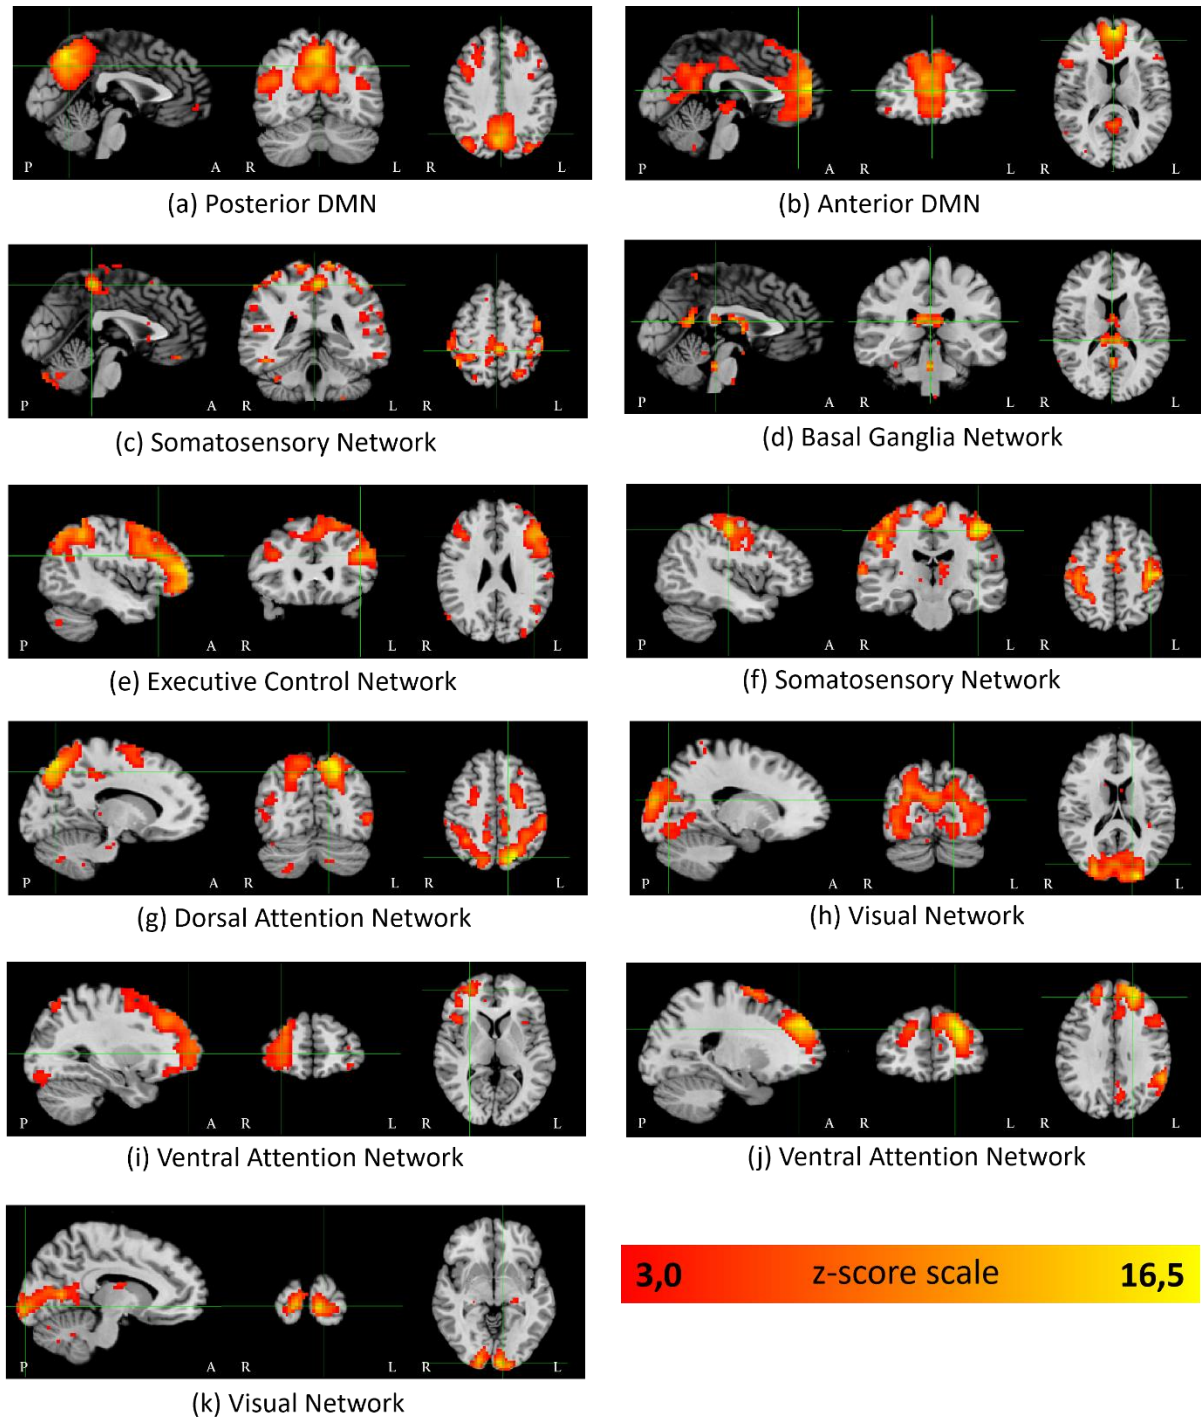 P A R L R L
(a) Posterior DMN
P A R L R L
(b) Anterior DMN
P A R L R L
(c) Somatosensory Network
P A R L R L
(d) Basal Ganglia Network
P A R L R L
(e) Executive Control Network
P A R L R L
(f) Somatosensory Network
P A R L R L
(g) Dorsal Attention Network
P A R L R L
(h) Visual Network
P A R L R L
(i) Ventral Attention Network
P A R L R L
(j) Ventral Attention Network
P A R L R L
(k) Visual Network
3,0 z-score scale 16,5